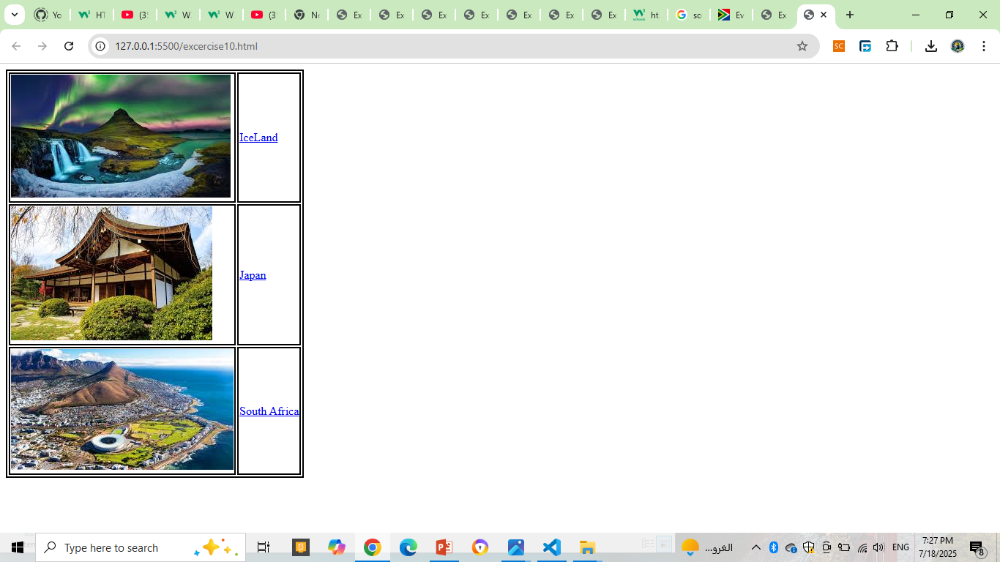 Yo
HT
(3!
W
W
(3!
Ne
Ex
Ex
Ex
Ex
Ex
Ex
Ex
ht
so
Ev
Ex
127.0.0.1:5500/excercise10.html
SC
IceLand
Japan
South Africa
Type here to search
الغرو...
ENG
7:27 PM
7/18/2025
8